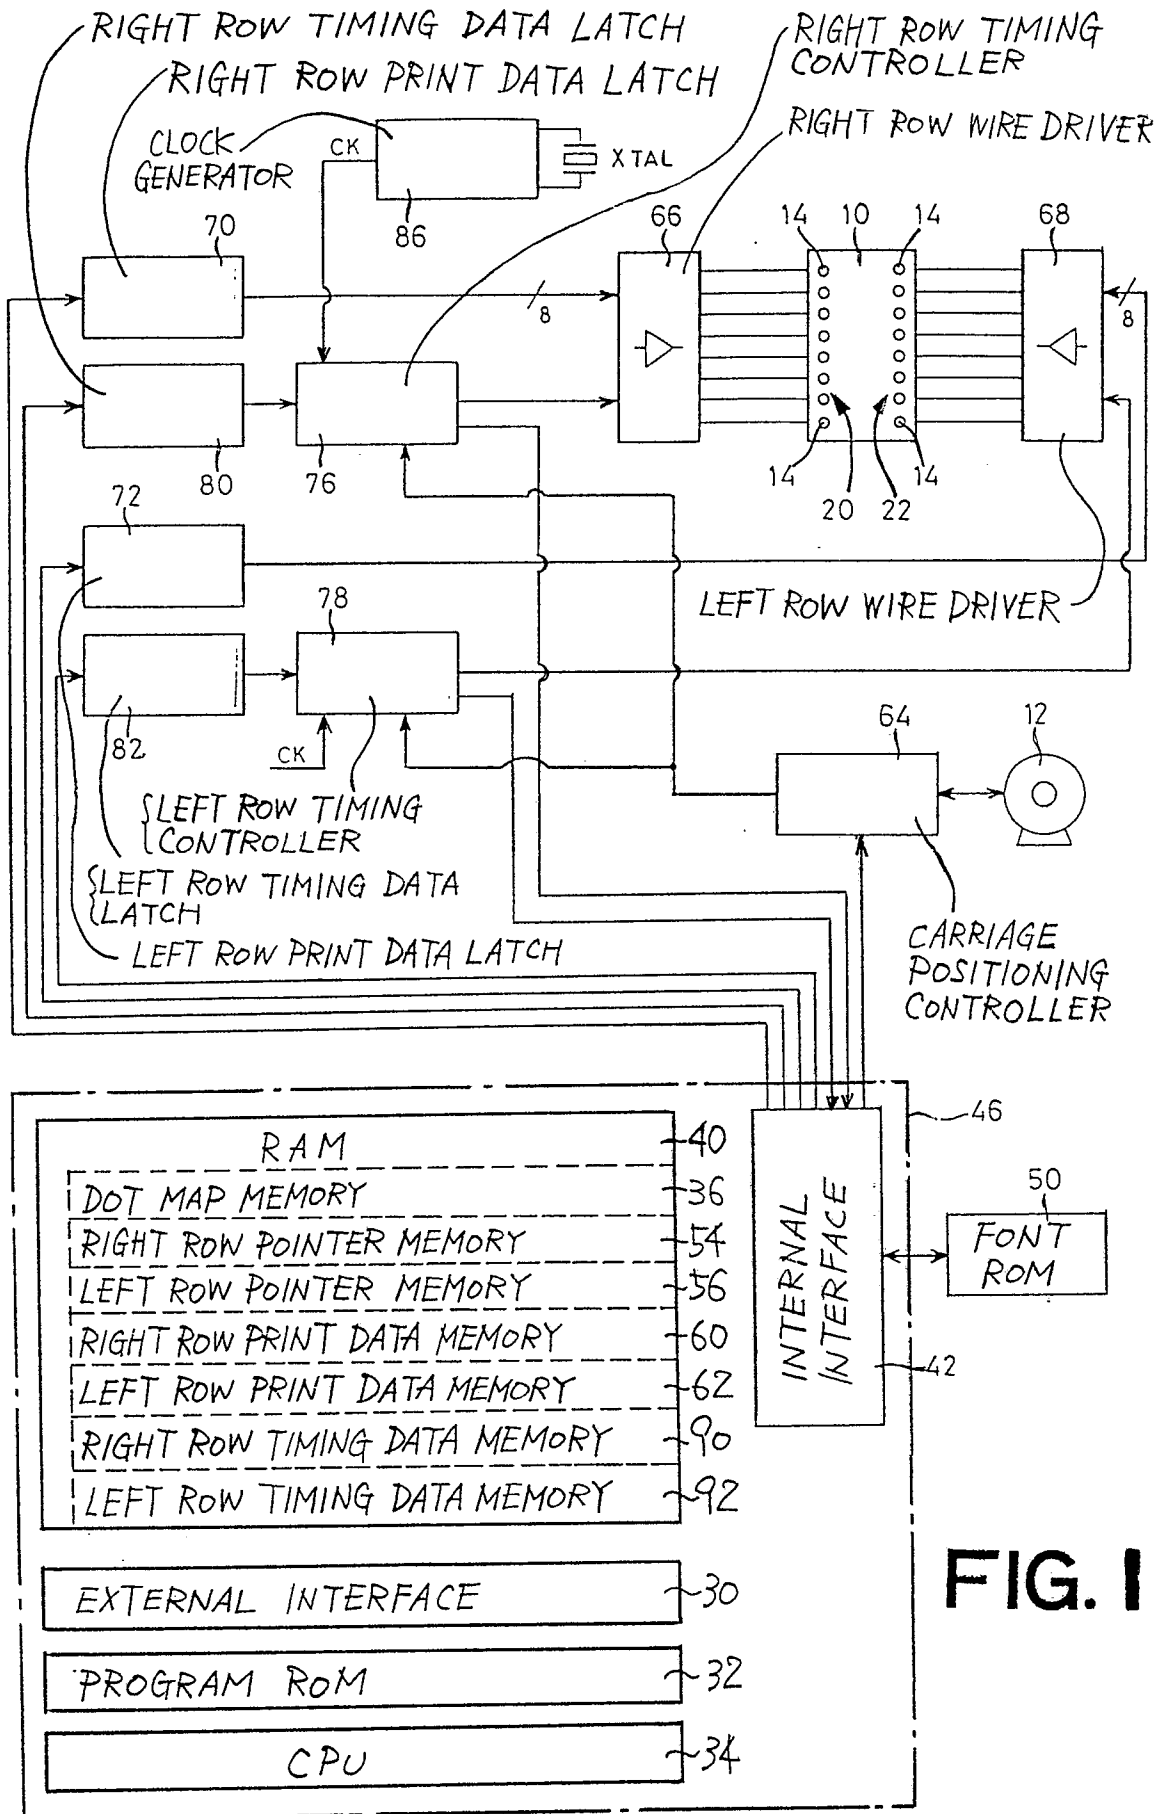 RIGHT ROW TIMING DATA LATCH
RIGHT ROW PRINT DATA LATCH
RIGHT ROW TIMING
CONTROLLER
RIGHT ROW WIRE DRIVER
CLOCK
GENERATOR
CK
XTAL
86
70
66
14
10
14
68
8
8
80
76
14
14
20
22
72
78
LEFT ROW WIRE DRIVER
82
CK
64
12
LEFT ROW TIMING
CONTROLLER
LEFT ROW TIMING DATA
LATCH
LEFT ROW PRINT DATA LATCH
CARRIAGE
POSITIONING
CONTROLLER
46
RAM 40
DOT MAP MEMORY 36
RIGHT ROW POINTER MEMORY 54
LEFT ROW POINTER MEMORY 56
RIGHT ROW PRINT DATA MEMORY 60
LEFT ROW PRINT DATA MEMORY 62
RIGHT ROW TIMING DATA MEMORY 90
LEFT ROW TIMING DATA MEMORY 92
INTERNAL
INTERFACE
42
50
FONT
ROM
EXTERNAL INTERFACE 30
PROGRAM ROM 32
CPU 34
FIG. 1